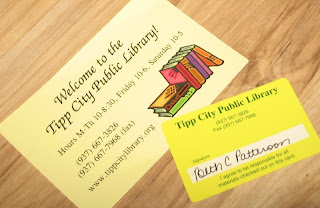 Welcome to the
Tipp City Public Library!
Hours M-Th 10-8:30, Friday 10-6, Saturday 10-5
(937) 667-3826
(937) 667-7968 (fax)
www.tippcitylibrary.org
Tipp City Public Library
(937) 667-3826
Fax (937) 667-7968
Signature
Ruth C Patterson
I agree to be responsible for all
materials checked out on this card.